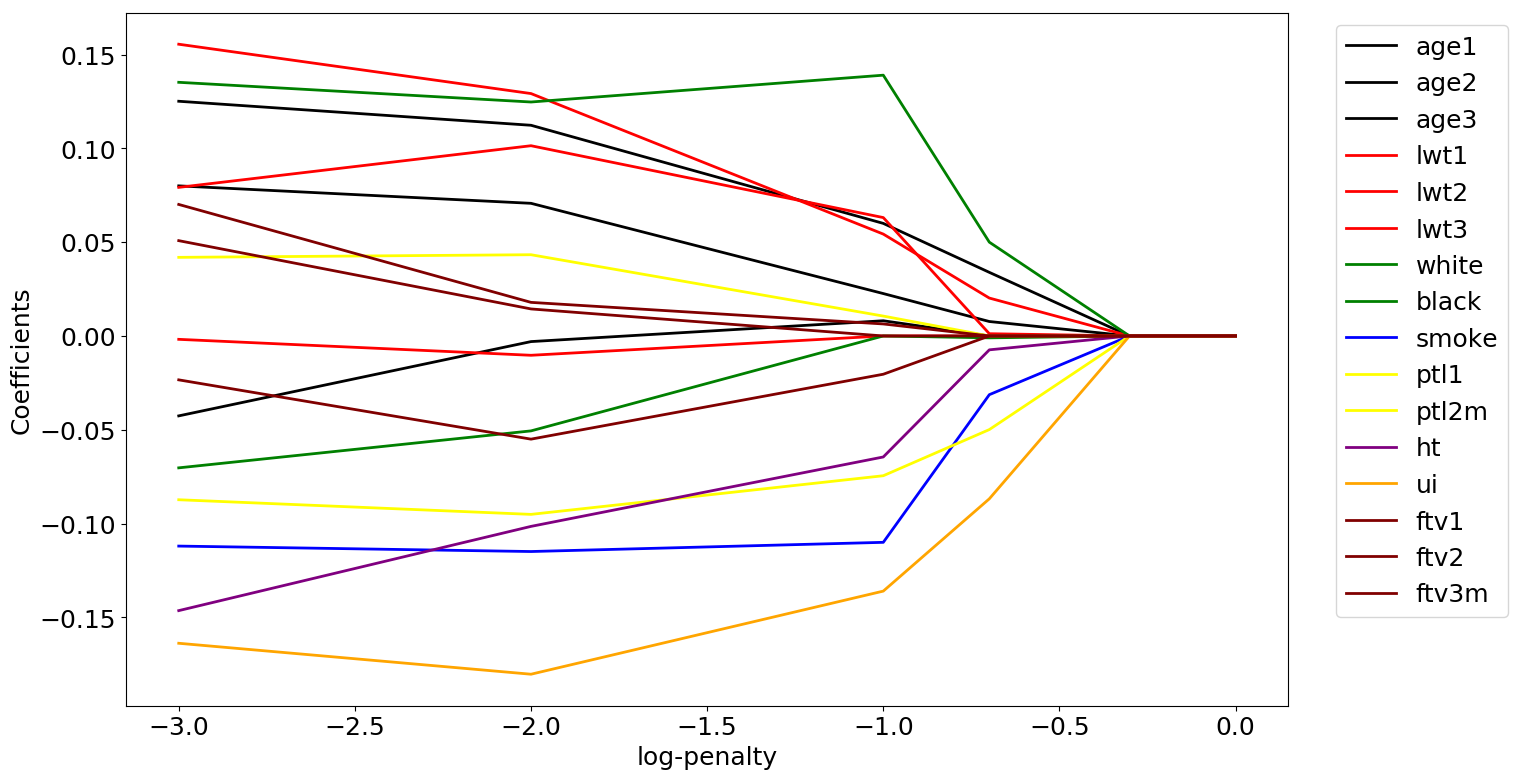 0.15
0.10
0.05
0.00
−0.05
−0.10
−0.15
Coefficients
−3.0 −2.5 −2.0 −1.5 −1.0 −0.5 0.0
log-penalty
age1
age2
age3
lwt1
lwt2
lwt3
white
black
smoke
ptl1
ptl2m
ht
ui
ftv1
ftv2
ftv3m